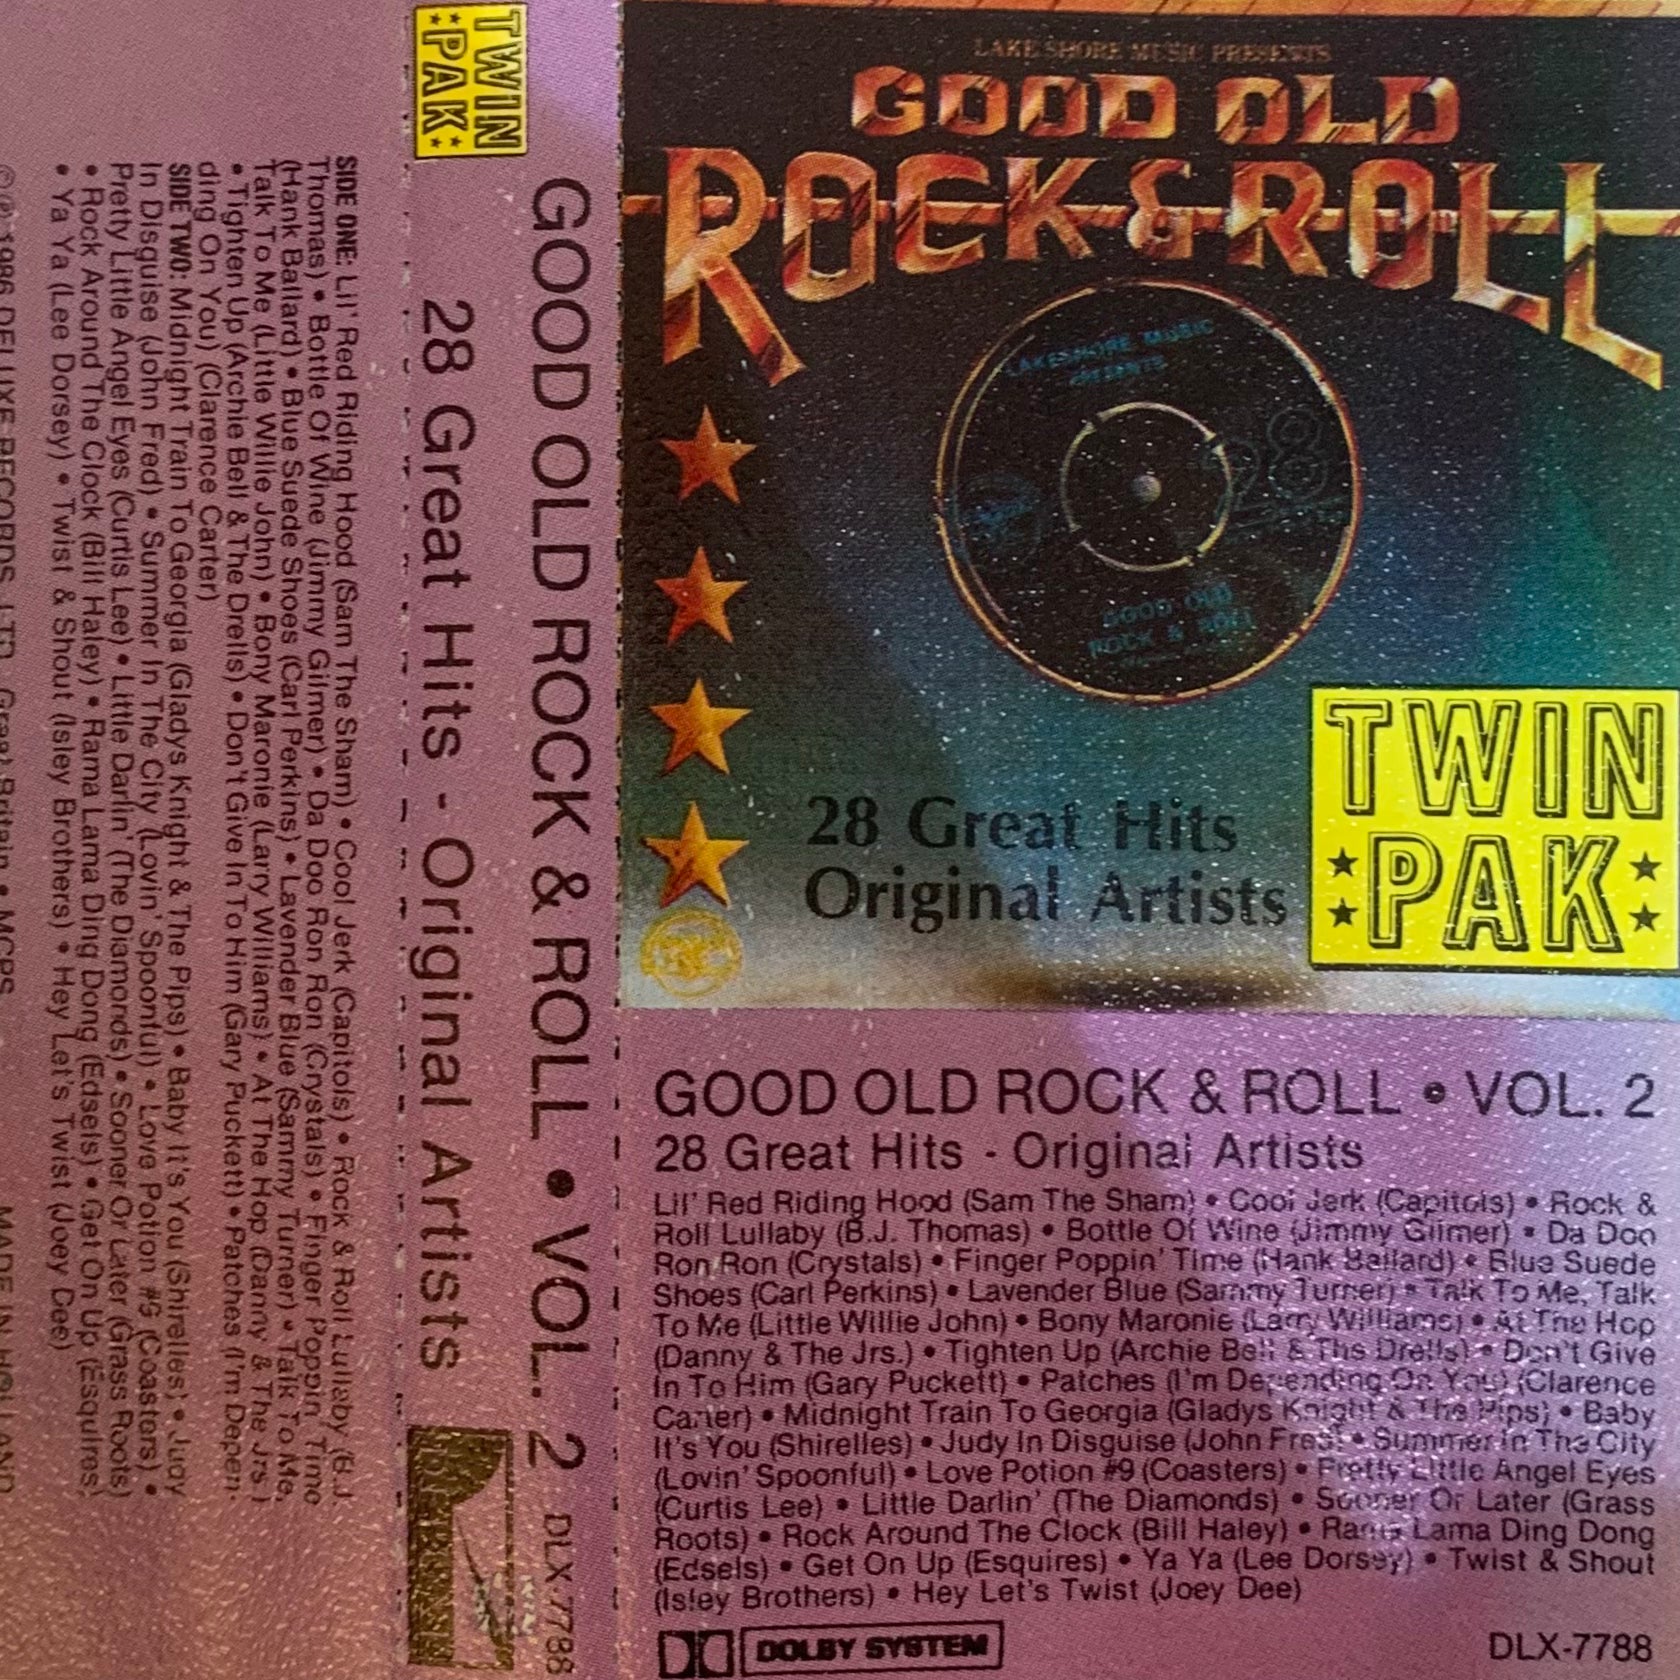 LAKE SHORE MUSIC PRESENTS
GOOD OLD
ROCK & ROLL
LAKESHORE MUSIC
PRESENTS
28
GOOD OLD
ROCK & ROLL
28 Great Hits
Original Artists
TWIN
PAK
GOOD OLD ROCK & ROLL • VOL. 2
28 Great Hits - Original Artists
Lil' Red Riding Hood (Sam The Sham) • Cool Jerk (Capitols) • Rock &
Roll Lullaby (B.J. Thomas) • Bottle Of Wine (Jimmy Gilmer) • Da Doo
Ron Ron (Crystals) • Finger Poppin' Time (Hank Ballard) • Blue Suede
Shoes (Carl Perkins) • Lavender Blue (Sammy Turner) • Talk To Me, Talk
To Me (Little Willie John) • Bony Maronie (Larry Williams) • At The Hop
(Danny & The Jrs.) • Tighten Up (Archie Bell & The Drells) • Don't Give
In To Him (Gary Puckett) • Patches (I'm Depending On You) (Clarence
Carter) • Midnight Train To Georgia (Gladys Knight & The Pips) • Baby
It's You (Shirelles) • Judy In Disguise (John Fred) • Summer In The City
(Lovin' Spoonful) • Love Potion #9 (Coasters) • Pretty Little Angel Eyes
(Curtis Lee) • Little Darlin' (The Diamonds) • Sooner Or Later (Grass
Roots) • Rock Around The Clock (Bill Haley) • Rama Lama Ding Dong
(Edsels) • Get On Up (Esquires) • Ya Ya (Lee Dorsey) • Twist & Shout
(Isley Brothers) • Hey Let's Twist (Joey Dee)
DOLBY SYSTEM
DLX-7788
TWIN
PAK
GOOD OLD ROCK & ROLL • VOL. 2
28 Great Hits - Original Artists
DLX-7788
SIDE ONE: Lil' Red Riding Hood (Sam The Sham) • Cool Jerk (Capitols) • Rock & Roll Lullaby (B.J.
Thomas) • Bottle Of Wine (Jimmy Gilmer) • Da Doo Ron Ron (Crystals) • Finger Poppin' Time
(Hank Ballard) • Blue Suede Shoes (Carl Perkins) • Lavender Blue (Sammy Turner) • Talk To Me,
Talk To Me (Little Willie John) • Bony Maronie (Larry Williams) • At The Hop (Danny & The Jrs.)
• Tighten Up (Archie Bell & The Drells) • Don't Give In To Him (Gary Puckett) • Patches (I'm Depen-
ding On You) (Clarence Carter)
SIDE TWO: Midnight Train To Georgia (Gladys Knight & The Pips) • Baby It's You (Shirelles) • Judy
In Disguise (John Fred) • Summer In The City (Lovin' Spoonful) • Love Potion #9 (Coasters) •
Pretty Little Angel Eyes (Curtis Lee) • Little Darlin' (The Diamonds) • Sooner Or Later (Grass Roots)
• Rock Around The Clock (Bill Haley) • Rama Lama Ding Dong (Edsels) • Get On Up (Esquires)
• Ya Ya (Lee Dorsey) • Twist & Shout (Isley Brothers) • Hey Let's Twist (Joey Dee)
©℗ 1986 DELUXE RECORDS, LTD. Great Britain • MCPS MADE IN HOLLAND